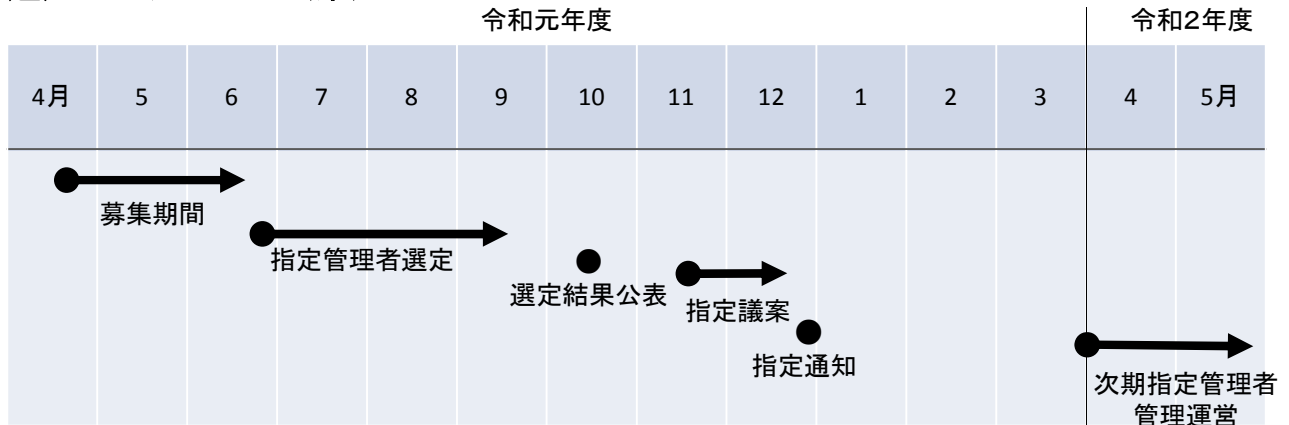 令和元年度 令和2年度
4月 5 6 7 8 9 10 11 12 1 2 3 4 5月
募集期間
指定管理者選定
選定結果公表
指定議案
指定通知
次期指定管理者
管理運営